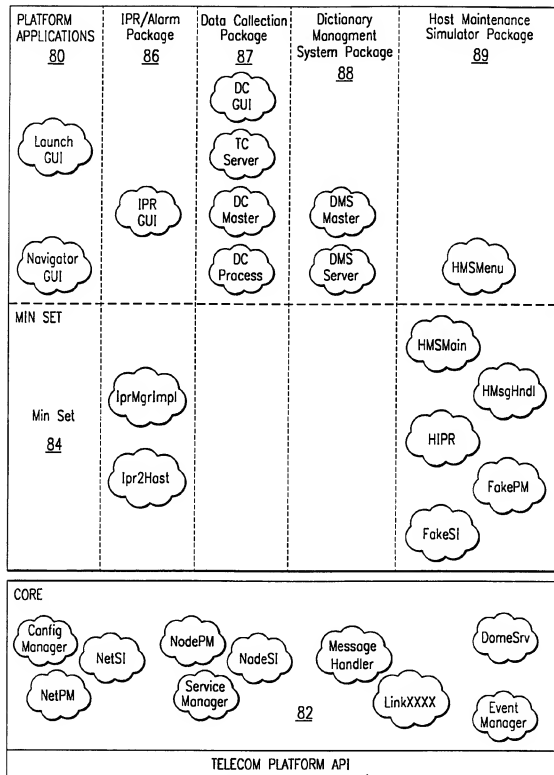 PLATFORM
APPLICATIONS
80
IPR/Alarm
Package
86
Data Collection
Package
87
Dictionary
Managment
System Package
88
Host Maintenance
Simulator Package
89
DC
GUI
Launch
GUI
TC
Server
IPR
GUI
DC
Master
DMS
Master
Navigator
GUI
DC
Process
DMS
Server
HMSMenu
MIN SET
Min Set
84
IprMgrImpl
Ipr2Host
HMSMain
HMsgHndl
HIPR
FakePM
FakeSI
CORE
Config
Manager
NetSI
NetPM
NodePM
NodeSI
Service
Manager
82
Message
Handler
LinkXXXX
DomeSrv
Event
Manager
TELECOM PLATFORM API